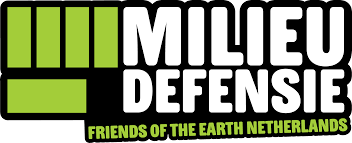 MILIEU
DEFENSIE
FRIENDS OF THE EARTH NETHERLANDS